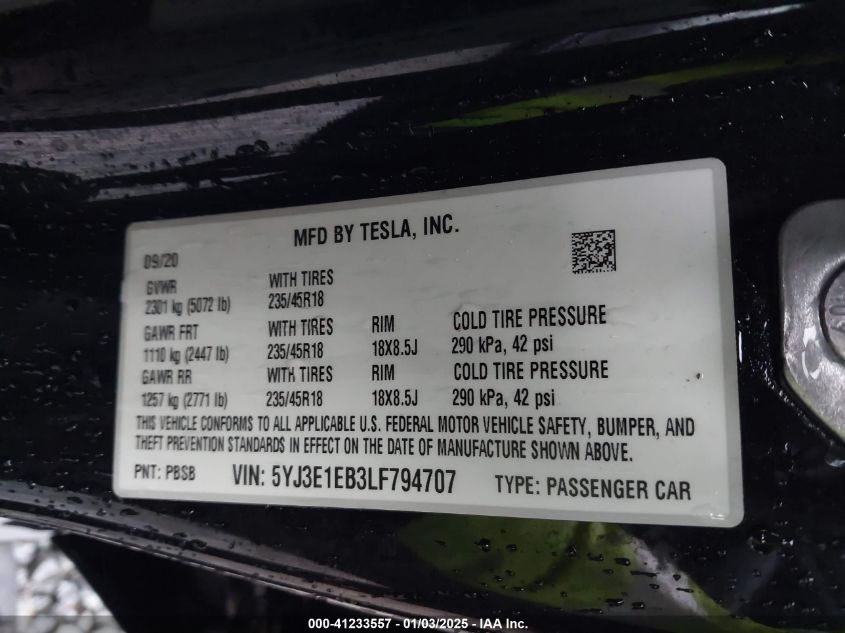 MFD BY TESLA, INC.
09/20
GVWR WITH TIRES
2301 kg (5072 lb) 235/45R18
GAWR FRT WITH TIRES RIM COLD TIRE PRESSURE
1110 kg (2447 lb) 235/45R18 18X8.5J 290 kPa, 42 psi
GAWR RR WITH TIRES RIM COLD TIRE PRESSURE
1257 kg (2771 lb) 235/45R18 18X8.5J 290 kPa, 42 psi
THIS VEHICLE CONFORMS TO ALL APPLICABLE U.S. FEDERAL MOTOR VEHICLE SAFETY, BUMPER, AND
THEFT PREVENTION STANDARDS IN EFFECT ON THE DATE OF MANUFACTURE SHOWN ABOVE.
PNT: PBSB VIN: 5YJ3E1EB3LF794707 TYPE: PASSENGER CAR
000-41233557 - 01/03/2025 - IAA Inc.